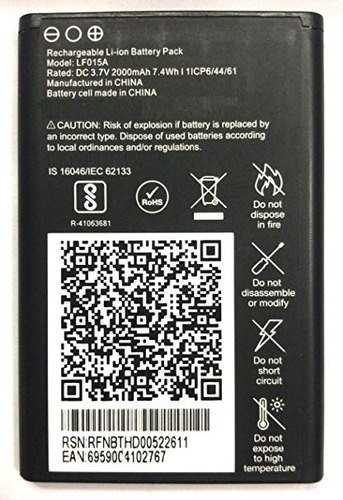 − +
Rechargeable Li-ion Battery Pack
Model: LF015A
Rated: DC 3.7V 2000mAh 7.4Wh I 1ICP6/44/61
Manufactured in CHINA
Battery cell made in CHINA
CAUTION: Risk of explosion if battery is replaced by
an incorrect type. Dispose of used batteries according
to local ordinances and/or regulations.
IS 16046/IEC 62133
R-41063681
RoHS
Do not
dispose
in fire
Do not
disassemble
or modify
Do not
short
circuit
Do not
expose to
high
temperature
RSN:RFNBTHD00522611
EAN:6959004102767